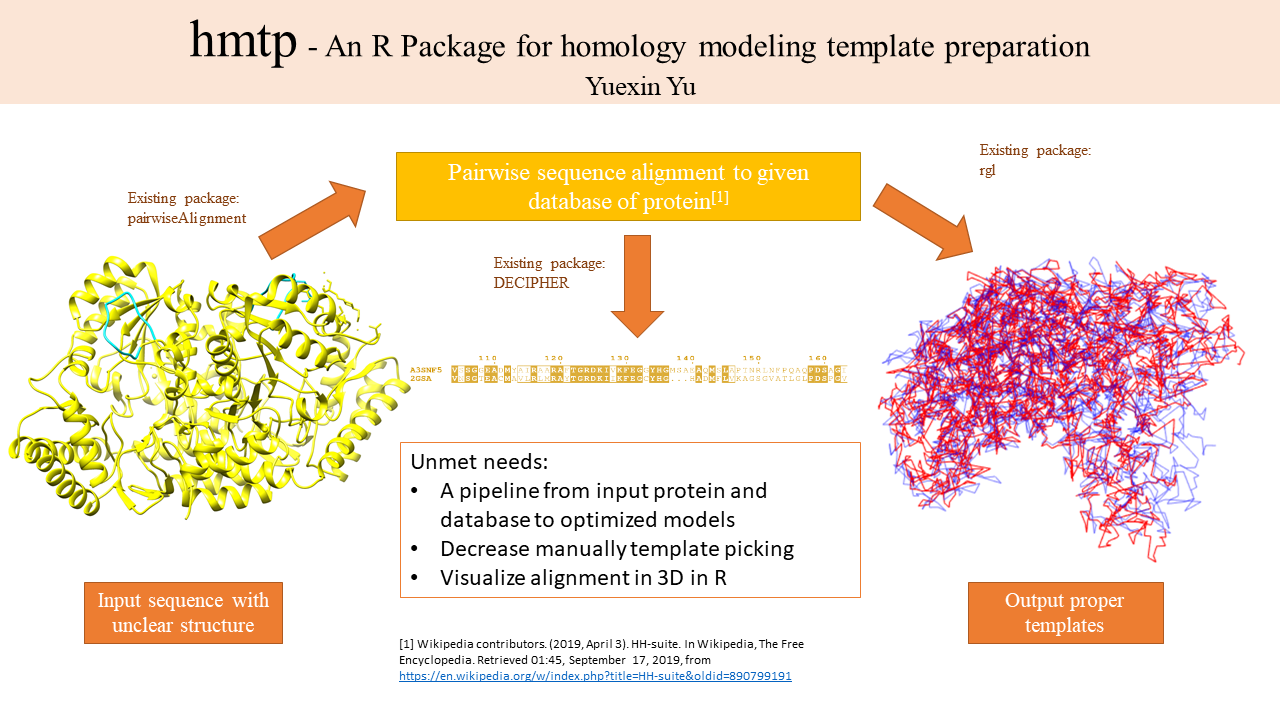 hmtp - An R Package for homology modeling template preparation
Yuexin Yu
Existing package:
pairwiseAlignment
Pairwise sequence alignment to given
database of protein[1]
Existing package:
rgl
Existing package:
DECIPHER
110 120 130 140 150 160
A3SNF5
2GSA
Unmet needs:
• A pipeline from input protein and
database to optimized models
• Decrease manually template picking
• Visualize alignment in 3D in R
Input sequence with
unclear structure
Output proper
templates
[1] Wikipedia contributors. (2019, April 3). HH-suite. In Wikipedia, The Free
Encyclopedia. Retrieved 01:45, September 17, 2019, from
https://en.wikipedia.org/w/index.php?title=HH-suite&oldid=890799191